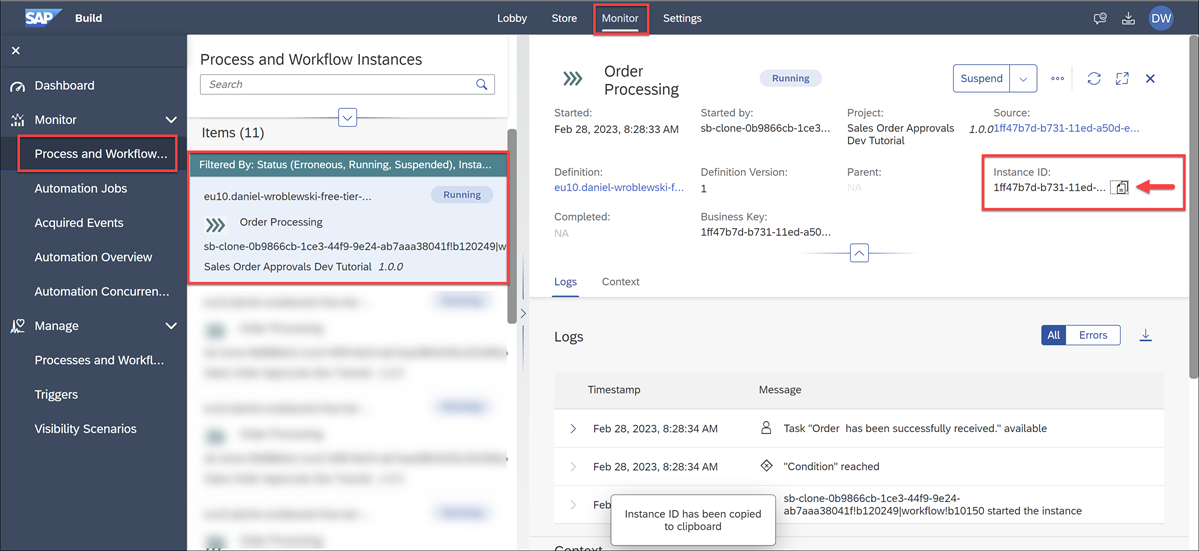 SAP Build
Lobby Store Monitor Settings
DW
Dashboard
Monitor
Process and Workflow...
Automation Jobs
Acquired Events
Automation Overview
Automation Concurren...
Manage
Processes and Workfl...
Triggers
Visibility Scenarios
Process and Workflow Instances
Search
Items (11)
Filtered By: Status (Erroneous, Running, Suspended), Insta...
eu10.daniel-wroblewski-free-tier-...
Running
Order Processing
sb-clone-0b9866cb-1ce3-44f9-9e24-ab7aaa38041f!b120249|w
Sales Order Approvals Dev Tutorial 1.0.0
Order
Processing
Running
Suspend
Started:
Feb 28, 2023, 8:28:33 AM
Started by:
sb-clone-0b9866cb-1ce3...
Project:
Sales Order Approvals
Dev Tutorial
1.0.0
Source:
1ff47b7d-b731-11ed-a50d-e...
Definition:
eu10.daniel-wroblewski-f...
Definition Version:
1
Parent:
NA
Instance ID:
1ff47b7d-b731-11ed-...
Completed:
NA
Business Key:
1ff47b7d-b731-11ed-a50...
Logs Context
Logs
All Errors
Timestamp Message
Feb 28, 2023, 8:28:34 AM Task "Order has been successfully received." available
Feb 28, 2023, 8:28:34 AM "Condition" reached
Feb
sb-clone-0b9866cb-1ce3-44f9-9e24-
ab7aaa38041f!b120249|workflow!b10150 started the instance
Instance ID has been copied
to clipboard
Context